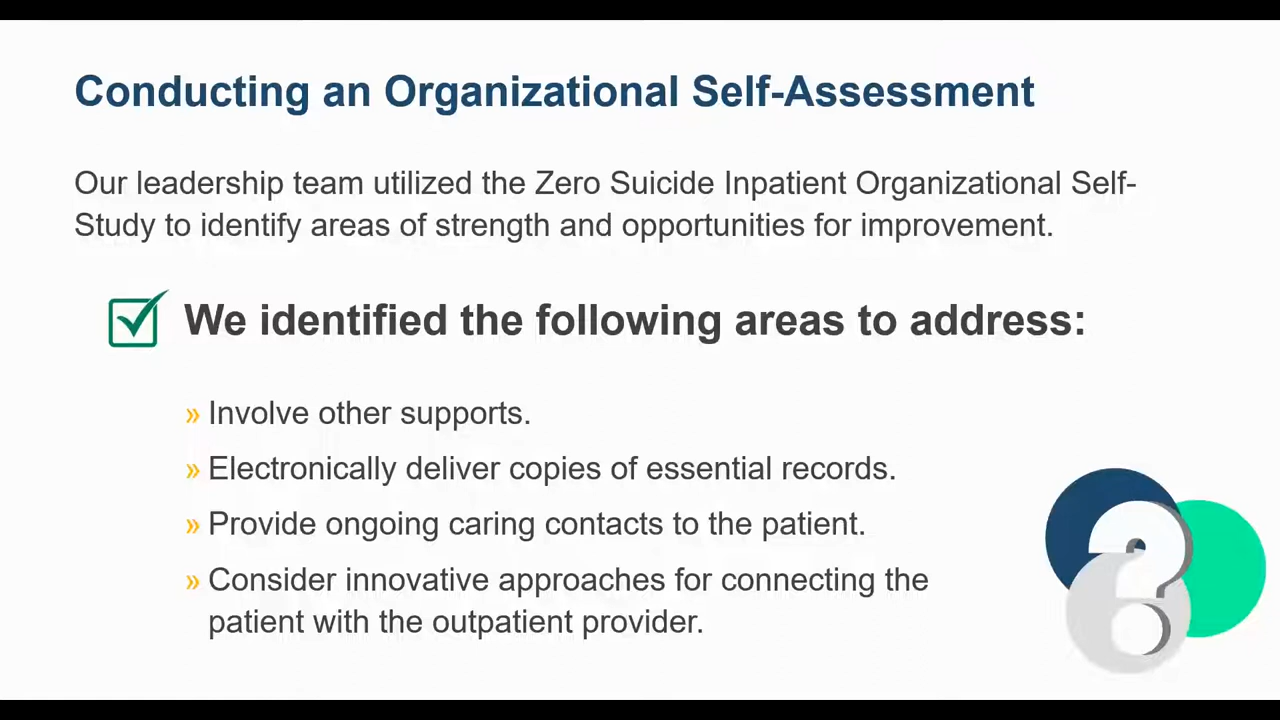 Conducting an Organizational Self-Assessment
Our leadership team utilized the Zero Suicide Inpatient Organizational Self-
Study to identify areas of strength and opportunities for improvement.
We identified the following areas to address:
» Involve other supports.
» Electronically deliver copies of essential records.
» Provide ongoing caring contacts to the patient.
» Consider innovative approaches for connecting the
patient with the outpatient provider.
?